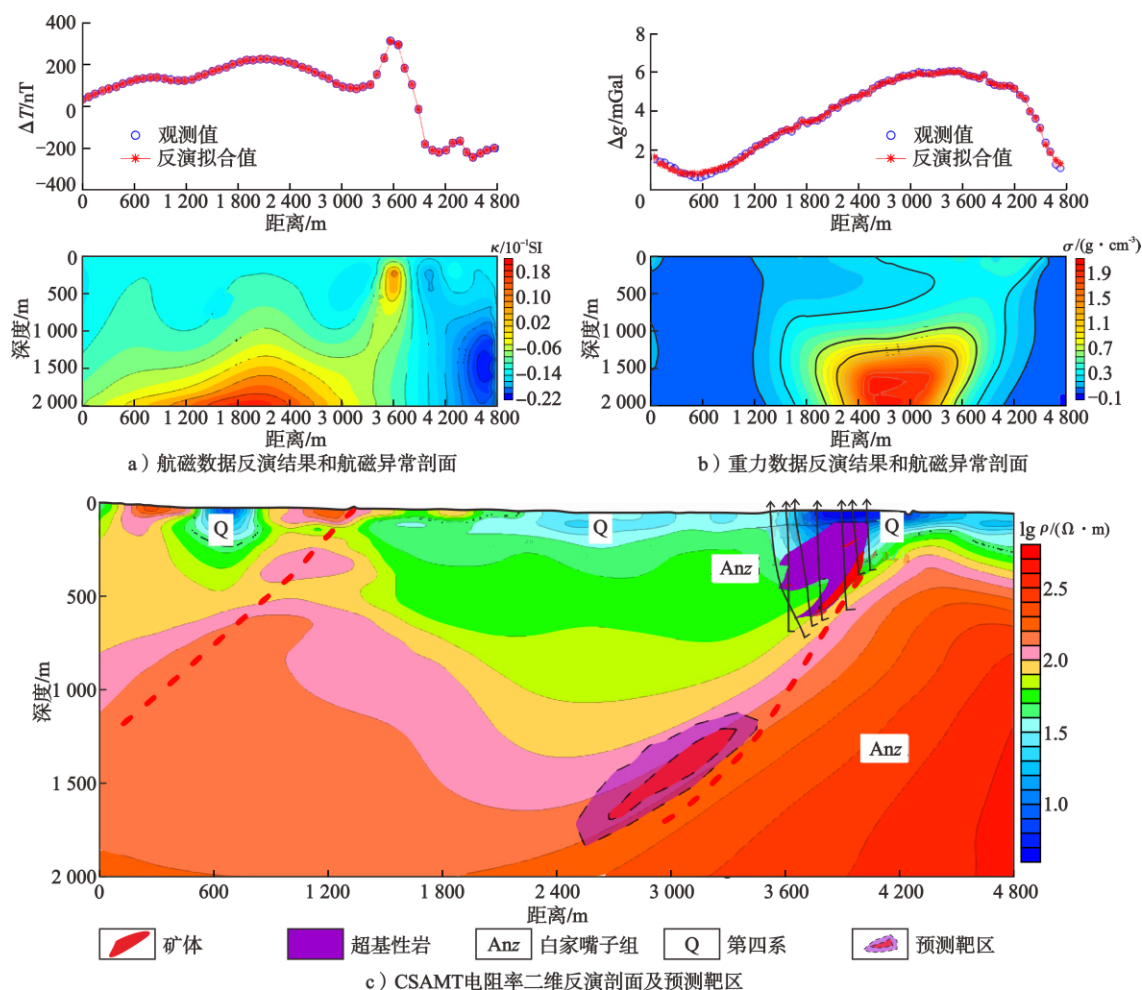 400
200
0
−200
−400
ΔT/nT
观测值
反演拟合值
0 600 1 200 1 800 2 400 3 000 3 600 4 200 4 800
距离/m
8
6
4
2
Δg/mGal
观测值
反演拟合值
0 600 1 200 1 800 2 400 3 000 3 600 4 200 4 800
距离/m
κ/10⁻¹SI
0
500
1 000
1 500
2 000
深度/m
0.18
0.10
0.02
−0.06
−0.14
−0.22
0 600 1 200 1 800 2 400 3 000 3 600 4 200 4 800
距离/m
a）航磁数据反演结果和航磁异常剖面
σ/(g·cm⁻³)
0
500
1 000
1 500
2 000
深度/m
1.9
1.5
1.1
0.7
0.3
−0.1
0 600 1 200 1 800 2 400 3 000 3 600 4 200 4 800
距离/m
b）重力数据反演结果和航磁异常剖面
0
500
1 000
1 500
2 000
深度/m
Q
Q
Q
Anz
Anz
lg ρ/(Ω·m)
2.5
2.0
1.5
1.0
0 600 1 200 1 800 2 400 3 000 3 600 4 200 4 800
距离/m
矿体 超基性岩 Anz 白家嘴子组 Q 第四系 预测靶区
c）CSAMT电阻率二维反演剖面及预测靶区